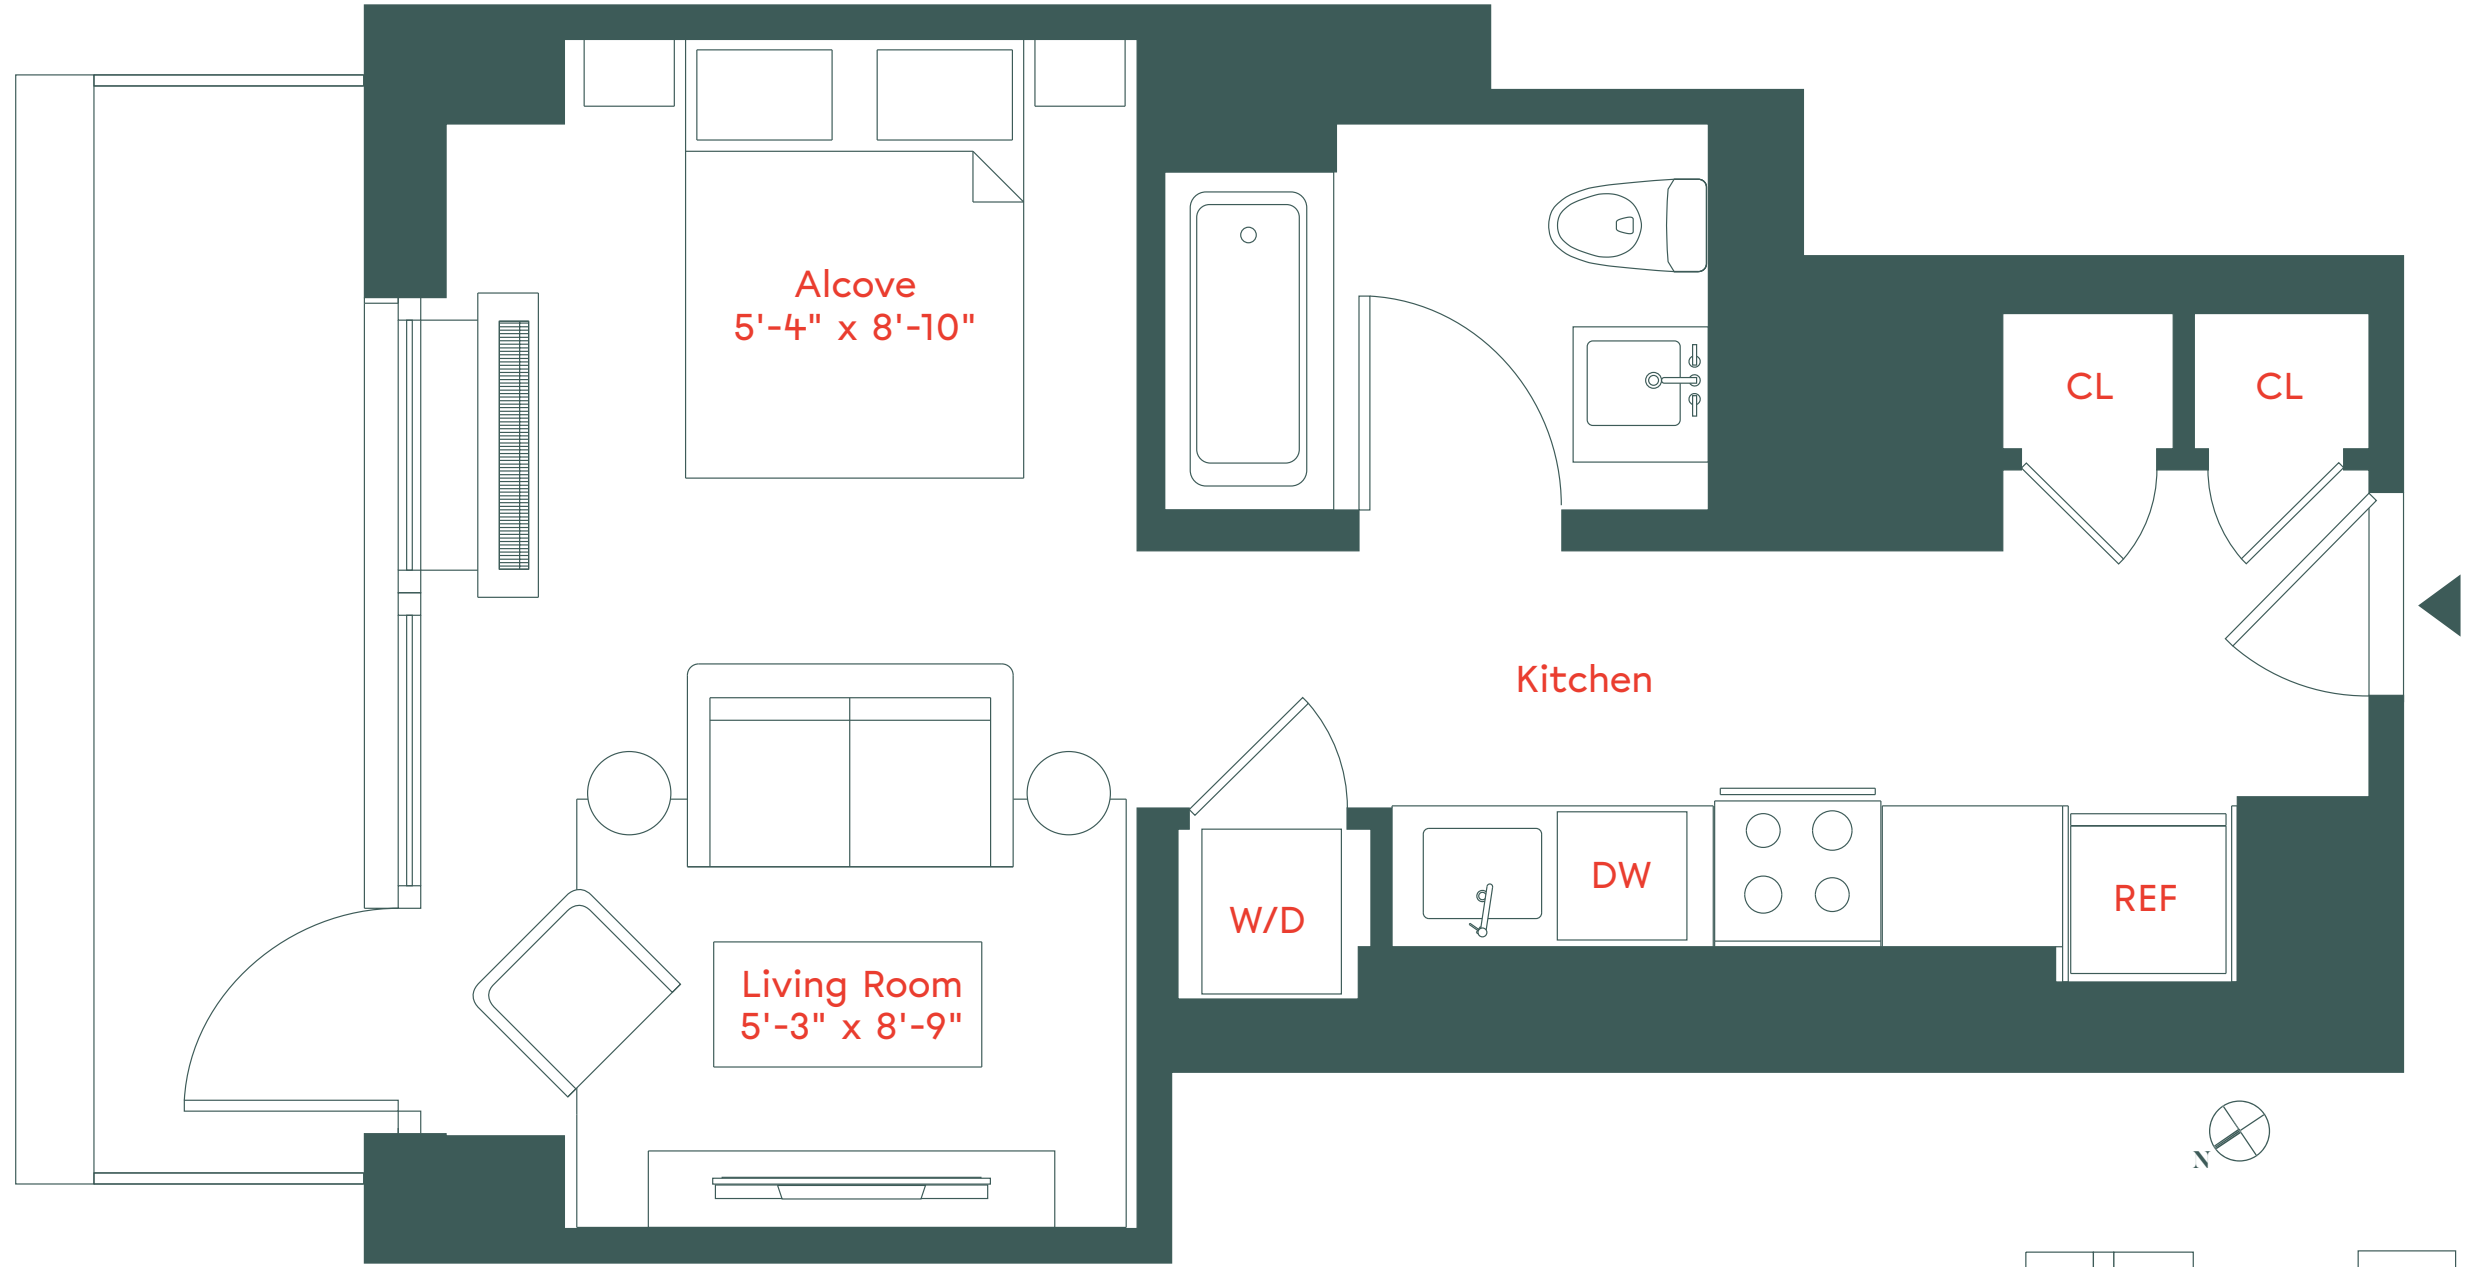 Alcove
5'-4" x 8'-10"
CL
CL
Kitchen
W/D
DW
REF
Living Room
5'-3" x 8'-9"
N